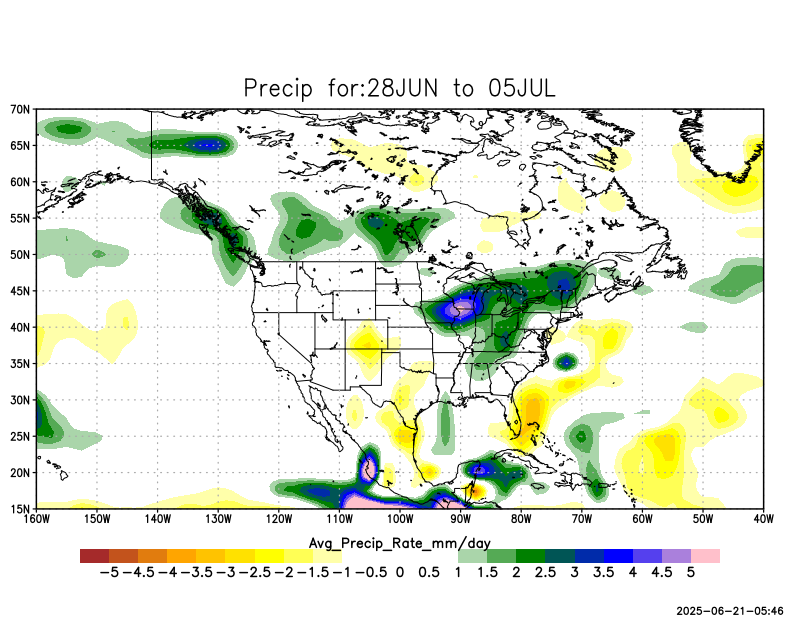 Precip for:28JUN to 05JUL
70N
65N
60N
55N
50N
45N
40N
35N
30N
25N
20N
15N
160W 150W 140W 130W 120W 110W 100W 90W 80W 70W 60W 50W 40W
Avg_Precip_Rate_mm/day
-5 -4.5 -4 -3.5 -3 -2.5 -2 -1.5 -1 -0.5 0 0.5 1 1.5 2 2.5 3 3.5 4 4.5 5
2025-06-21-05:46